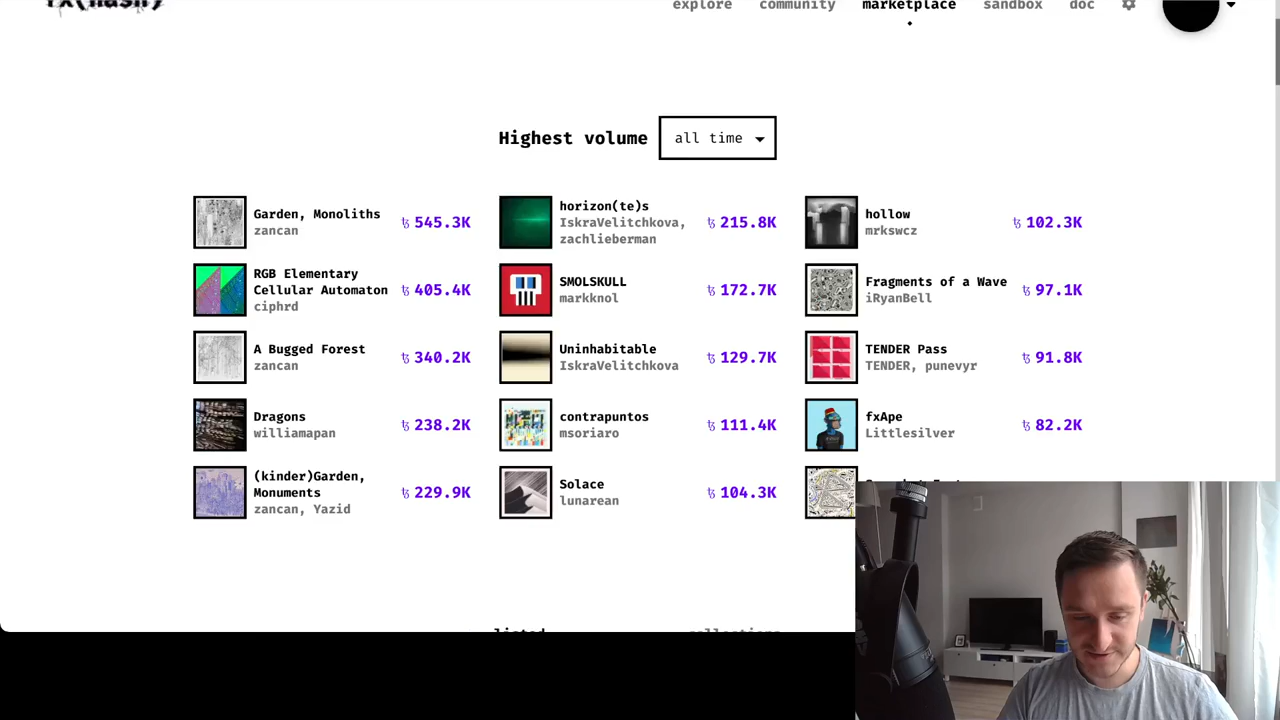 fx(hash)
explore community marketplace sandbox doc
Highest volume all time
Garden, Monoliths
zancan
ꜩ 545.3K
RGB Elementary
Cellular Automaton
ciphrd
ꜩ 405.4K
A Bugged Forest
zancan
ꜩ 340.2K
Dragons
williamapan
ꜩ 238.2K
(kinder)Garden,
Monuments
zancan, Yazid
ꜩ 229.9K
horizon(te)s
IskraVelitchkova,
zachlieberman
ꜩ 215.8K
SMOLSKULL
markknol
ꜩ 172.7K
Uninhabitable
IskraVelitchkova
ꜩ 129.7K
contrapuntos
msoriaro
ꜩ 111.4K
Solace
lunarean
ꜩ 104.3K
hollow
mrkswcz
ꜩ 102.3K
Fragments of a Wave
iRyanBell
ꜩ 97.1K
TENDER Pass
TENDER, punevyr
ꜩ 91.8K
fxApe
Littlesilver
ꜩ 82.2K
listed collections